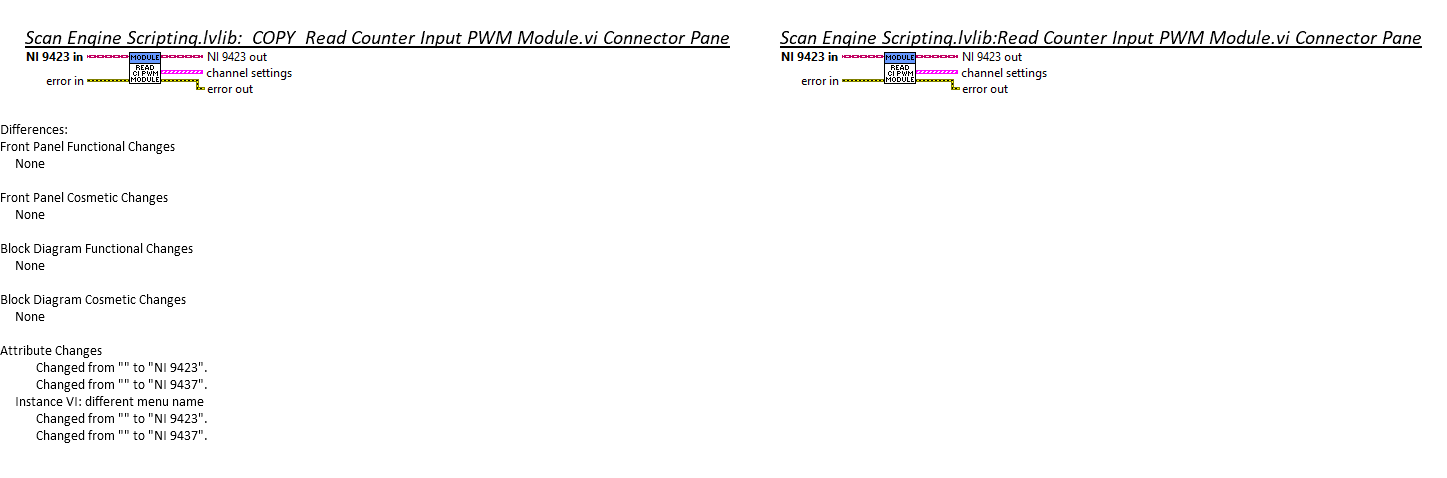 Scan Engine Scripting.lvlib:_COPY_Read Counter Input PWM Module.vi Connector Pane
NI 9423 in
MODULE
NI 9423 out
READ
CI PWM
MODULE
channel settings
error in
error out
Scan Engine Scripting.lvlib:Read Counter Input PWM Module.vi Connector Pane
NI 9423 in
MODULE
NI 9423 out
READ
CI PWM
MODULE
channel settings
error in
error out
Differences:
Front Panel Functional Changes
None
Front Panel Cosmetic Changes
None
Block Diagram Functional Changes
None
Block Diagram Cosmetic Changes
None
Attribute Changes
Changed from "" to "NI 9423".
Changed from "" to "NI 9437".
Instance VI: different menu name
Changed from "" to "NI 9423".
Changed from "" to "NI 9437".